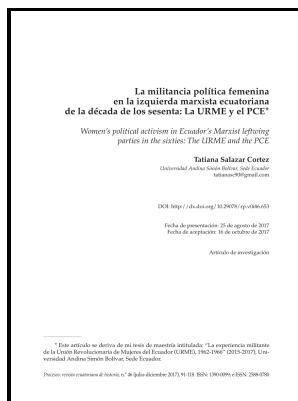 La militancia política femenina
en la izquierda marxista ecuatoriana
de la década de los sesenta: La URME y el PCE*
Women's political activism in Ecuador's Marxist leftwing
parties in the sixties: The URME and the PCE
Tatiana Salazar Cortez
Universidad Andina Simón Bolívar, Sede Ecuador
tatianasc90@gmail.com
DOI: http://dx.doi.org/10.29078/rp.v0i46.653
Fecha de presentación: 25 de agosto de 2017
Fecha de aceptación: 16 de octubre de 2017
Artículo de investigación
* Este artículo se deriva de mi tesis de maestría intitulada: "La experiencia militante
de la Unión Revolucionaria de Mujeres del Ecuador (URME), 1962-1966" (2015-2017), Uni-
versidad Andina Simón Bolívar, Sede Ecuador.
Procesos: revista ecuatoriana de historia, n.º 46 (julio-diciembre 2017), 91-118. ISSN: 1390-0099; e-ISSN: 2588-0780